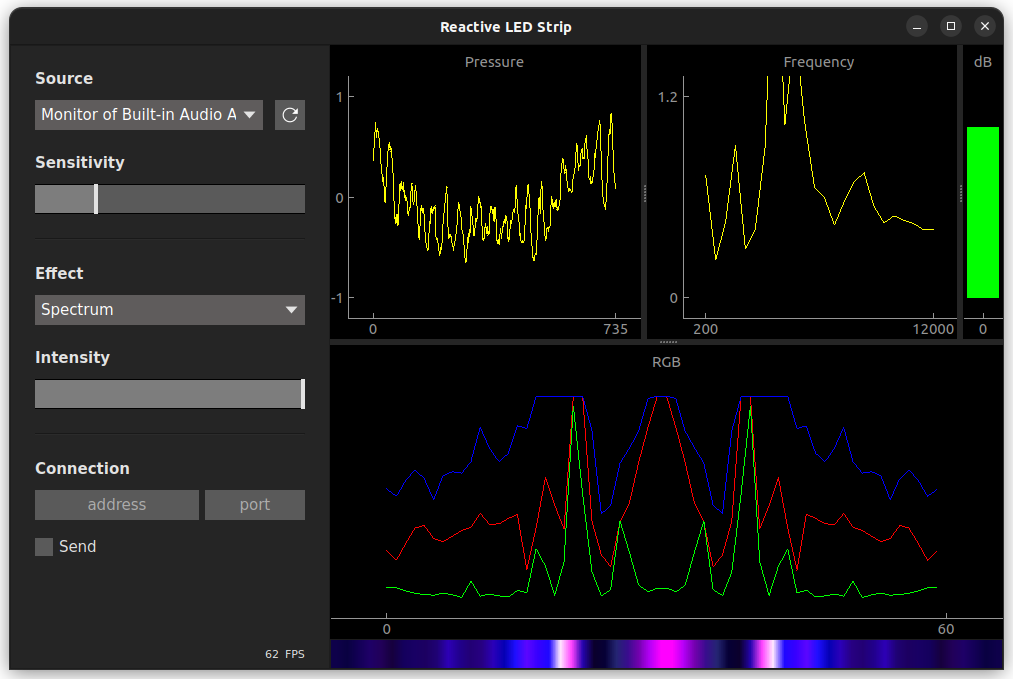 Reactive LED Strip
Source
Monitor of Built-in Audio A
Sensitivity
Effect
Spectrum
Intensity
Connection
address port
Send
62 FPS
Pressure
1
0
-1
0 735
Frequency
1.2
0
200 12000
dB
0
RGB
0 60